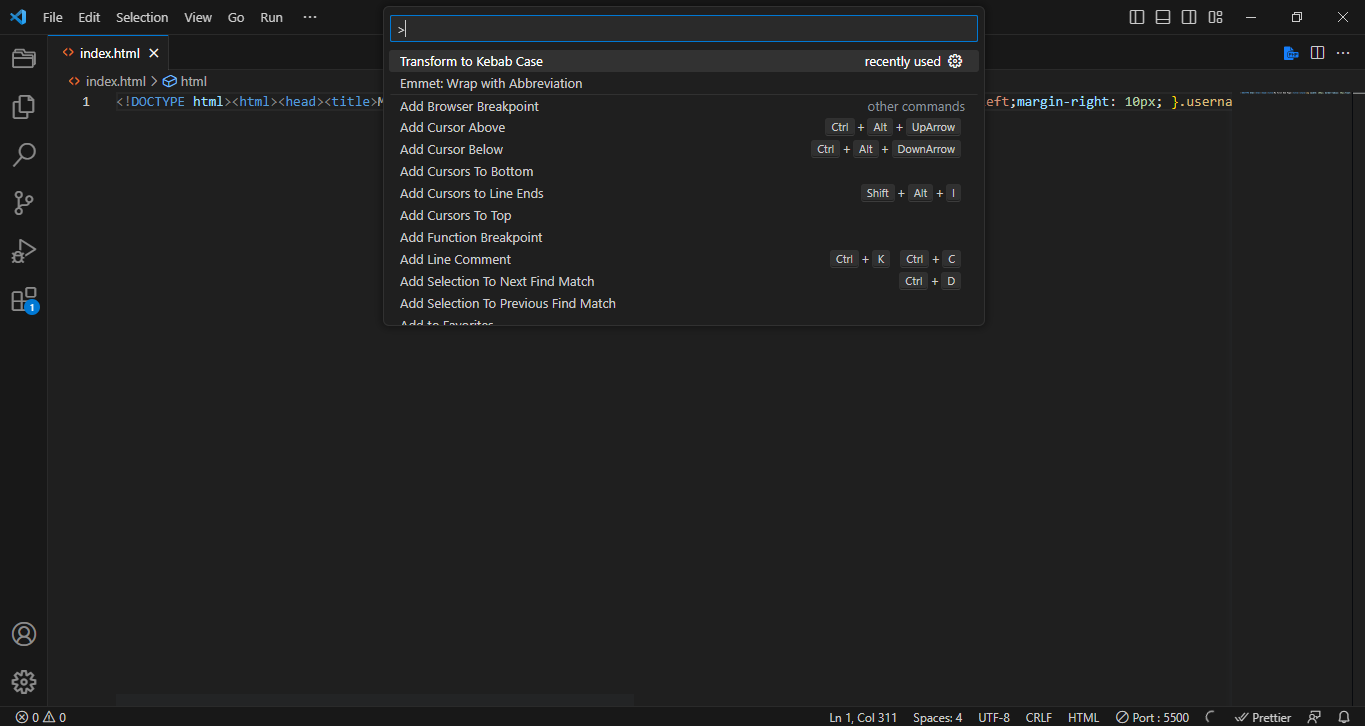 File Edit Selection View Go Run ···
>
index.html
Transform to Kebab Case recently used
index.html > html
Emmet: Wrap with Abbreviation
1 <!DOCTYPE html><html><head><title> eft;margin-right: 10px; }.userna
Add Browser Breakpoint other commands
Add Cursor Above Ctrl + Alt + UpArrow
Add Cursor Below Ctrl + Alt + DownArrow
Add Cursors To Bottom
Add Cursors to Line Ends Shift + Alt + I
Add Cursors To Top
Add Function Breakpoint
Add Line Comment Ctrl + K Ctrl + C
Add Selection To Next Find Match Ctrl + D
Add Selection To Previous Find Match
1
Add to Favorites
0 0 Ln 1, Col 311 Spaces: 4 UTF-8 CRLF HTML Port : 5500 Prettier